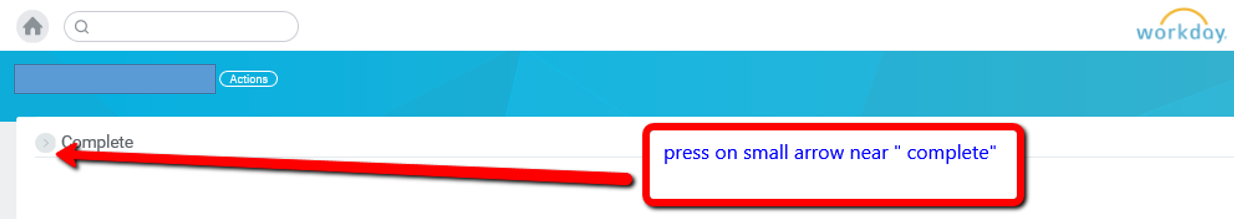 workday.
Actions
Complete
press on small arrow near " complete"